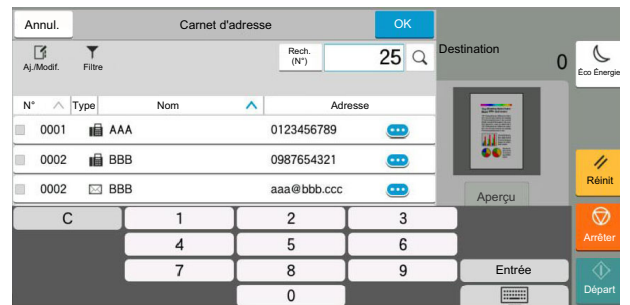 Annul.
Carnet d'adresse
OK
Aj./Modif.
Filtre
Rech.
(N°)
25
Destination
0
Éco Énergie
N° Type Nom Adresse
0001 AAA 0123456789
0002 BBB 0987654321
0002 BBB aaa@bbb.ccc
Aperçu
Réinit
C 1 2 3
Arrêter
4 5 6
7 8 9 Entrée
0
Départ